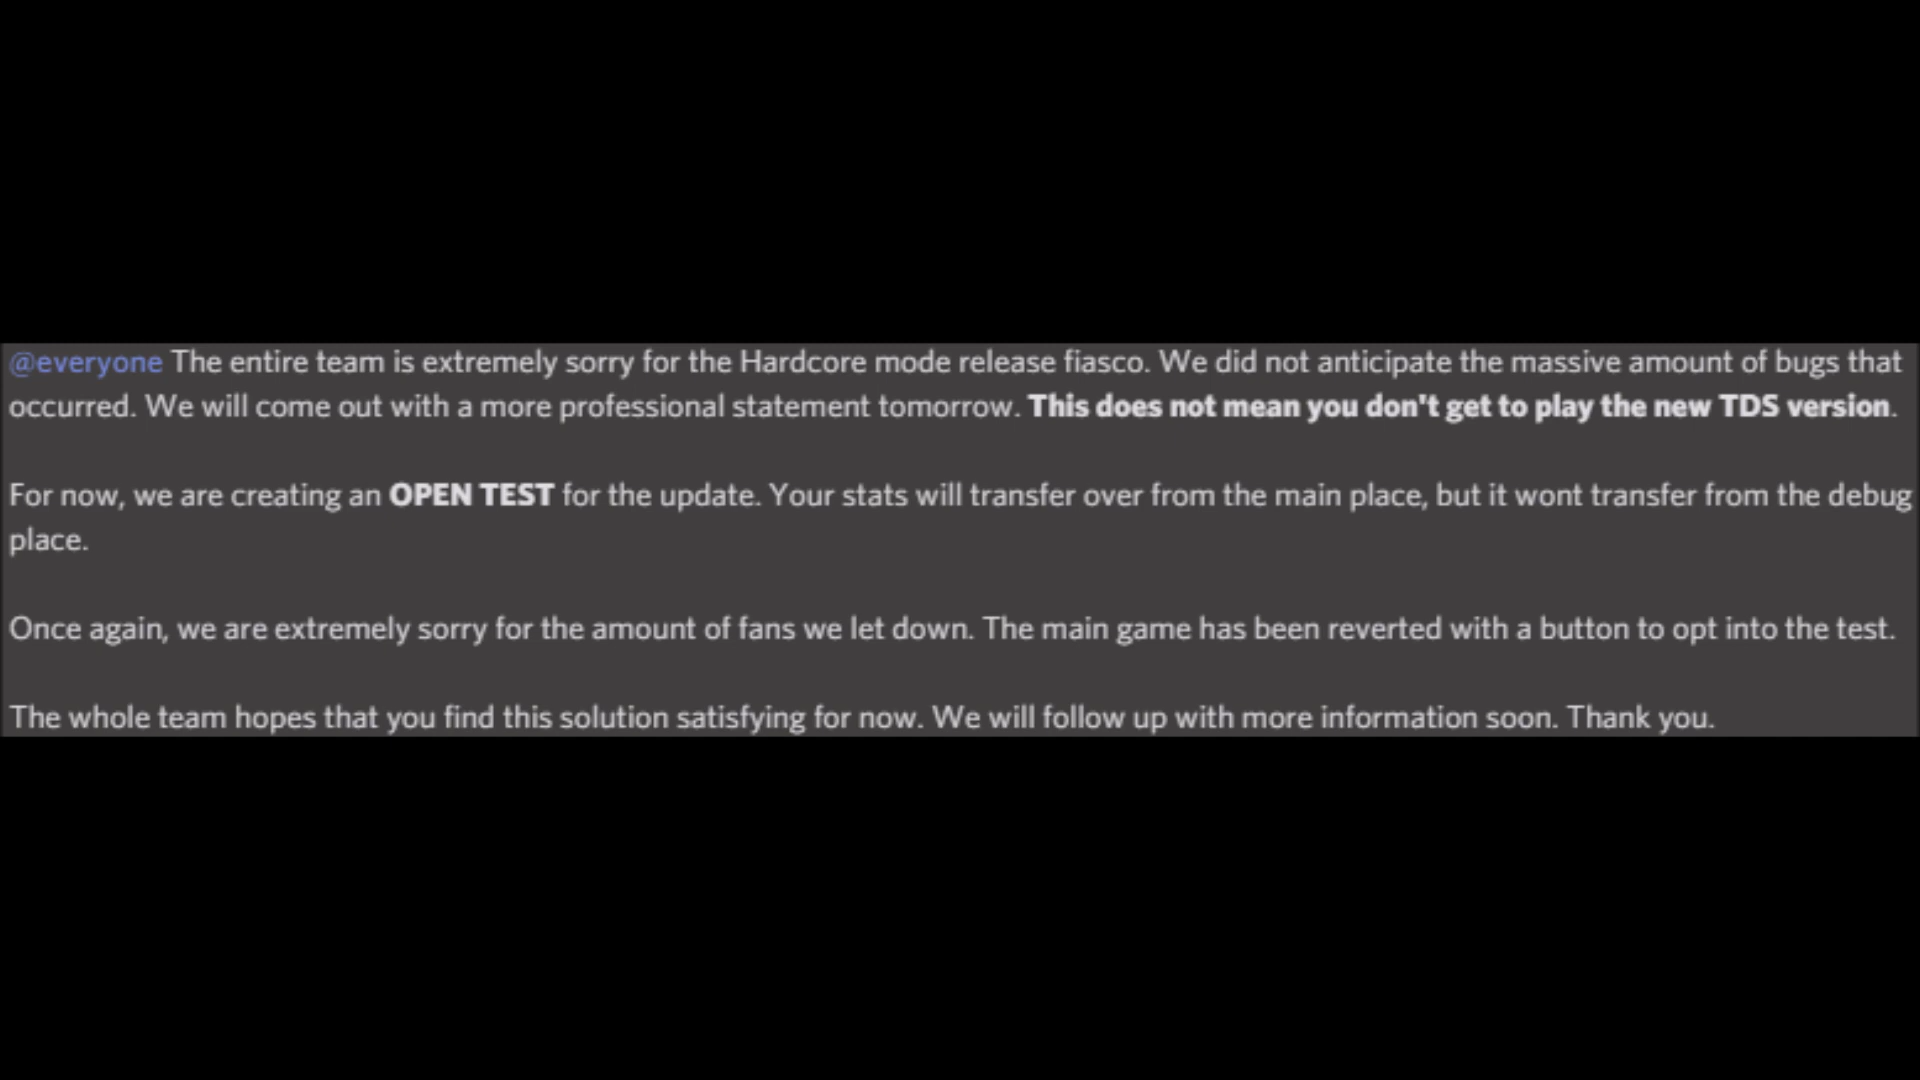 @everyone The entire team is extremely sorry for the Hardcore mode release fiasco. We did not anticipate the massive amount of bugs that
occurred. We will come out with a more professional statement tomorrow. This does not mean you don't get to play the new TDS version.
For now, we are creating an OPEN TEST for the update. Your stats will transfer over from the main place, but it wont transfer from the debug
place.
Once again, we are extremely sorry for the amount of fans we let down. The main game has been reverted with a button to opt into the test.
The whole team hopes that you find this solution satisfying for now. We will follow up with more information soon. Thank you.